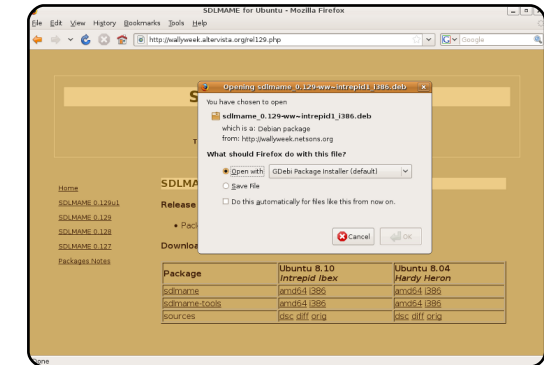 SDLMAME for Ubuntu - Mozilla Firefox
File Edit View History Bookmarks Tools Help
http://wallyweek.altervista.org/rel129.php
Google
S
T
Opening sdlmame_0.129-ww~intrepid1_i386.deb
You have chosen to open
sdlmame_0.129-ww~intrepid1_i386.deb
which is a: Debian package
from: http://wallyweek.netsons.org
What should Firefox do with this file?
Open with GDebi Package Installer (default)
Save File
Do this automatically for files like this from now on.
Cancel OK
Home
SDLMAME 0.129u1
SDLMAME 0.129
SDLMAME 0.128
SDLMAME 0.127
Packages Notes
SDLMA
Release
• Pack
Downloa
Package Ubuntu 8.10 Ubuntu 8.04
Intrepid Ibex Hardy Heron
sdlmame amd64 i386 amd64 i386
sdlmame-tools amd64 i386 amd64 i386
sources dsc diff orig dsc diff orig
Done